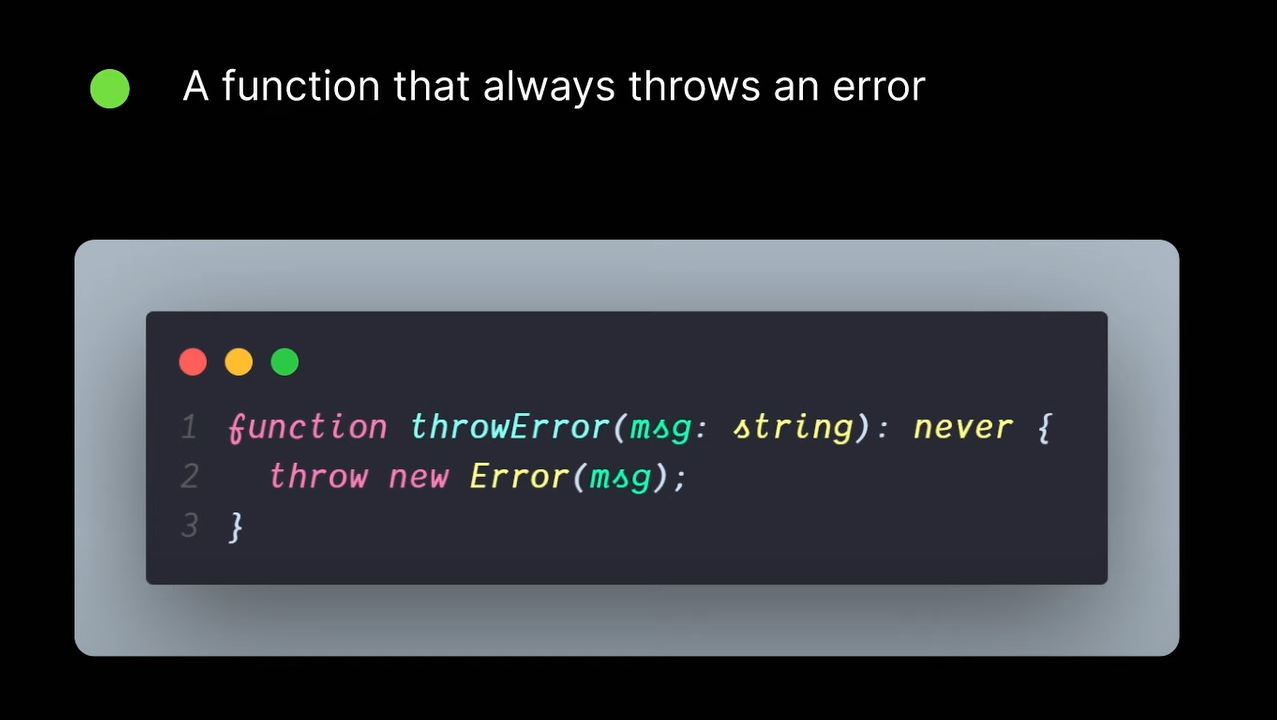 A function that always throws an error
1 function throwError(msg: string): never {
2 throw new Error(msg);
3 }